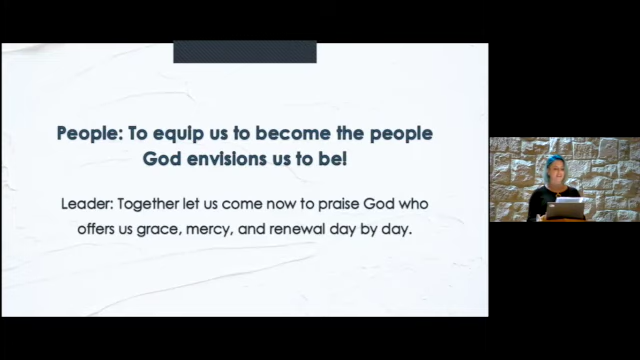 People: To equip us to become the people
God envisions us to be!
Leader: Together let us come now to praise God who
offers us grace, mercy, and renewal day by day.